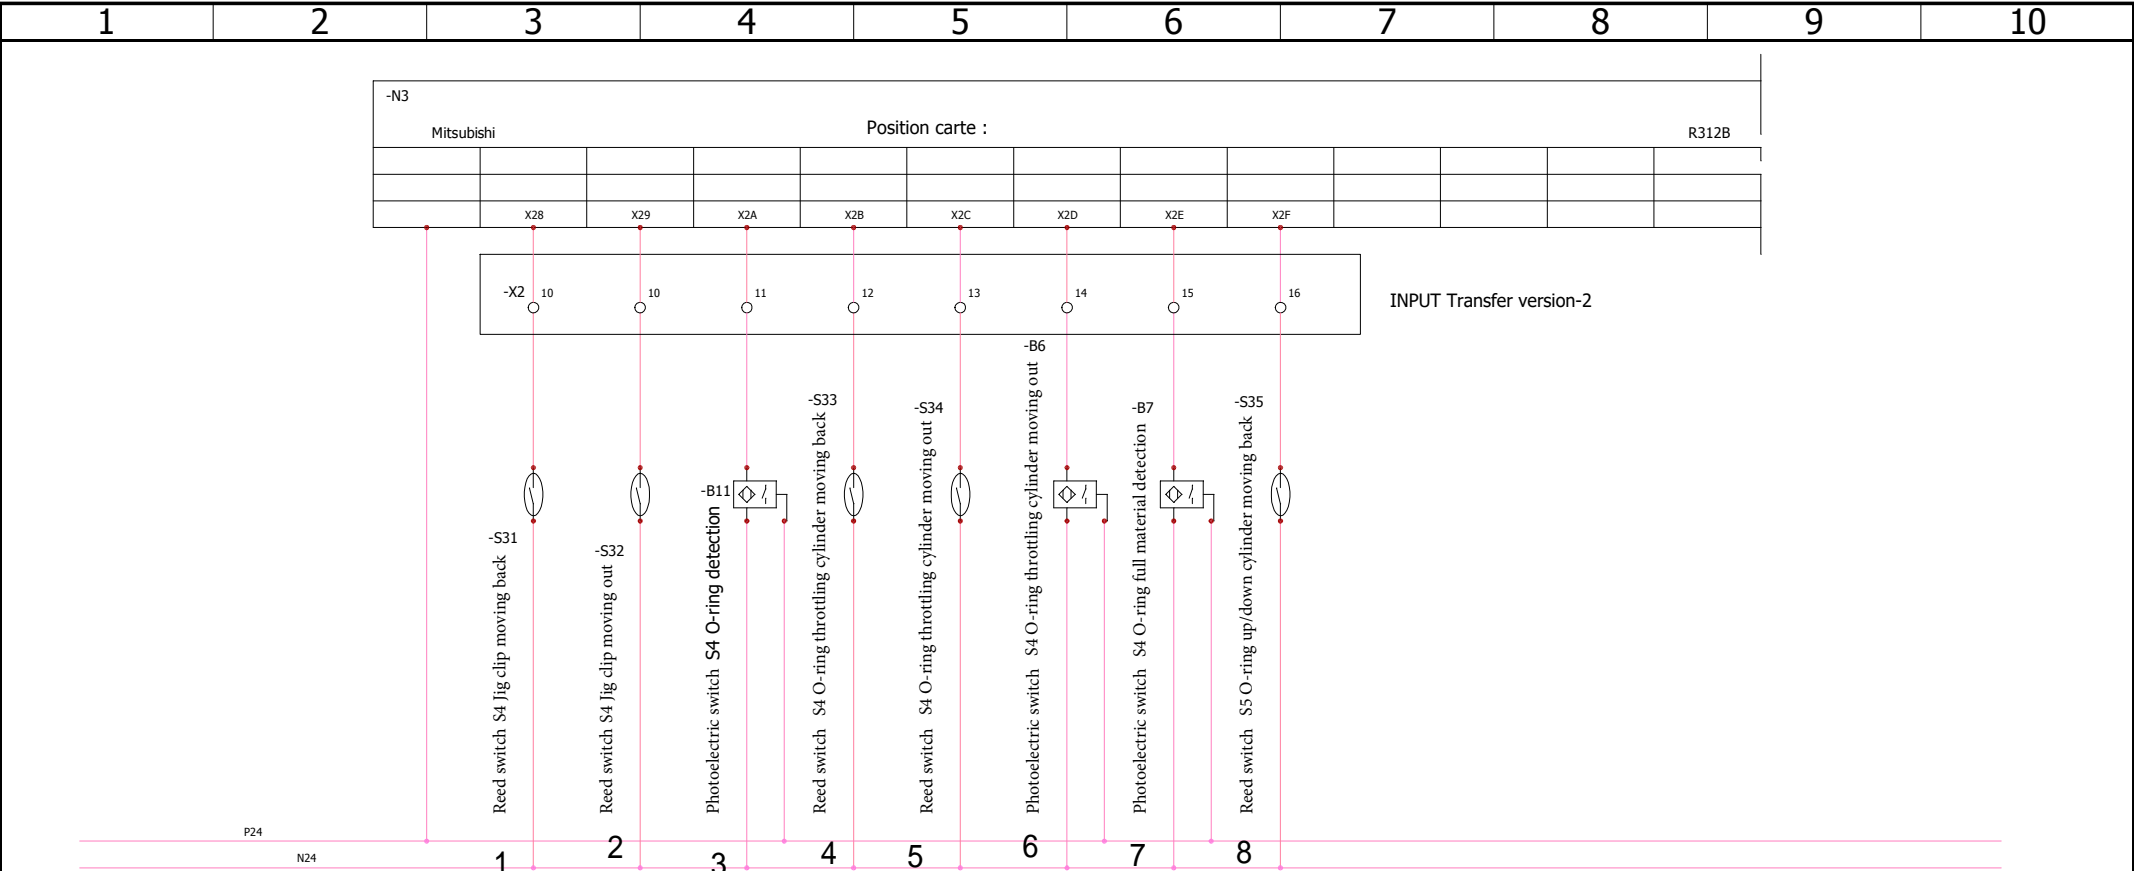 1 2 3 4 5 6 7 8 9 10
-N3
Mitsubishi Position carte : R312B
X28 X29 X2A X2B X2C X2D X2E X2F
-X2 10 10 11 12 13 14 15 16
INPUT Transfer version-2
-S31
Reed switch S4 Jig clip moving back
-S32
Reed switch S4 Jig clip moving out
-B11
Photoelectric switch S4 O-ring detection
-S33
Reed switch S4 O-ring throttling cylinder moving back
-S34
Reed switch S4 O-ring throttling cylinder moving out
-B6
Photoelectric switch S4 O-ring throttling cylinder moving out
-B7
Photoelectric switch S4 O-ring full material detection
-S35
Reed switch S5 O-ring up/down cylinder moving back
P24
N24
1 2 3 4 5 6 7 8